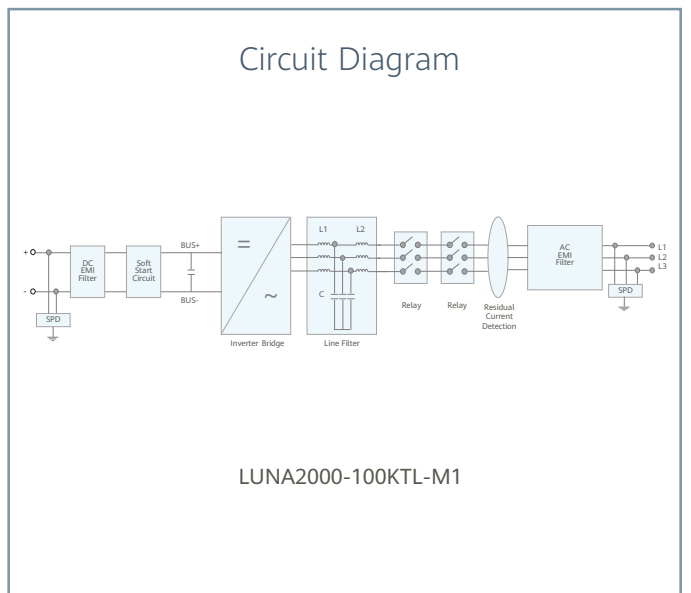 Circuit Diagram
+
-
SPD
DC
EMI
Filter
Soft
Start
Circuit
BUS+
BUS-
=
~
Inverter Bridge
L1 L2
C
Line Filter
Relay
Relay
Residual
Current
Detection
AC
EMI
Filter
L1
L2
L3
SPD
LUNA2000-100KTL-M1